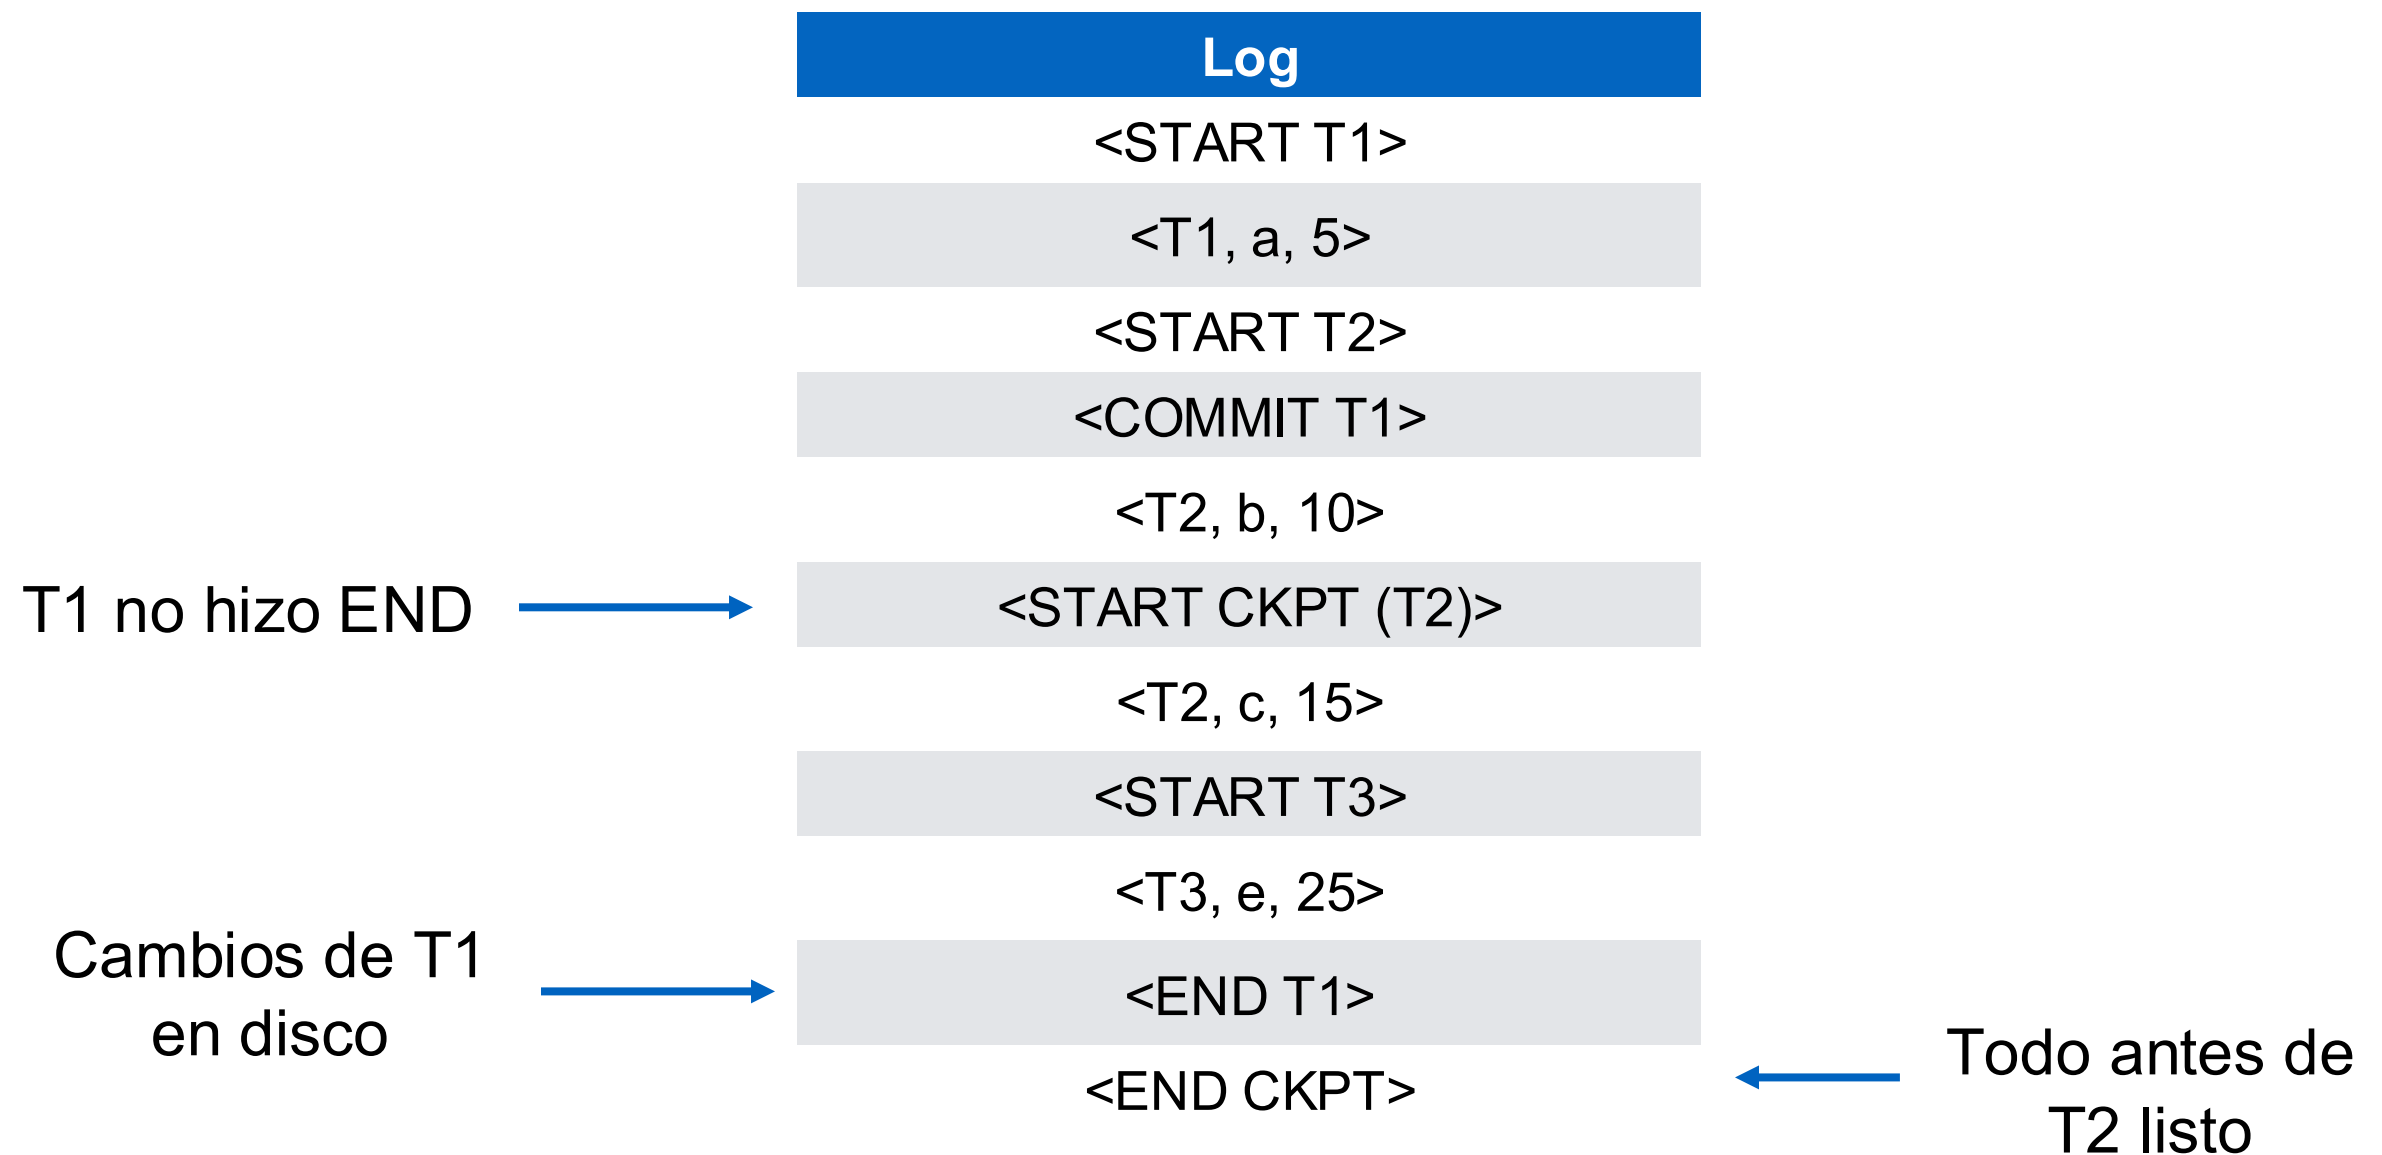 Log
<START T1>
<T1, a, 5>
<START T2>
<COMMIT T1>
<T2, b, 10>
T1 no hizo END
<START CKPT (T2)>
<T2, c, 15>
<START T3>
<T3, e, 25>
Cambios de T1
en disco
<END T1>
<END CKPT>
Todo antes de
T2 listo